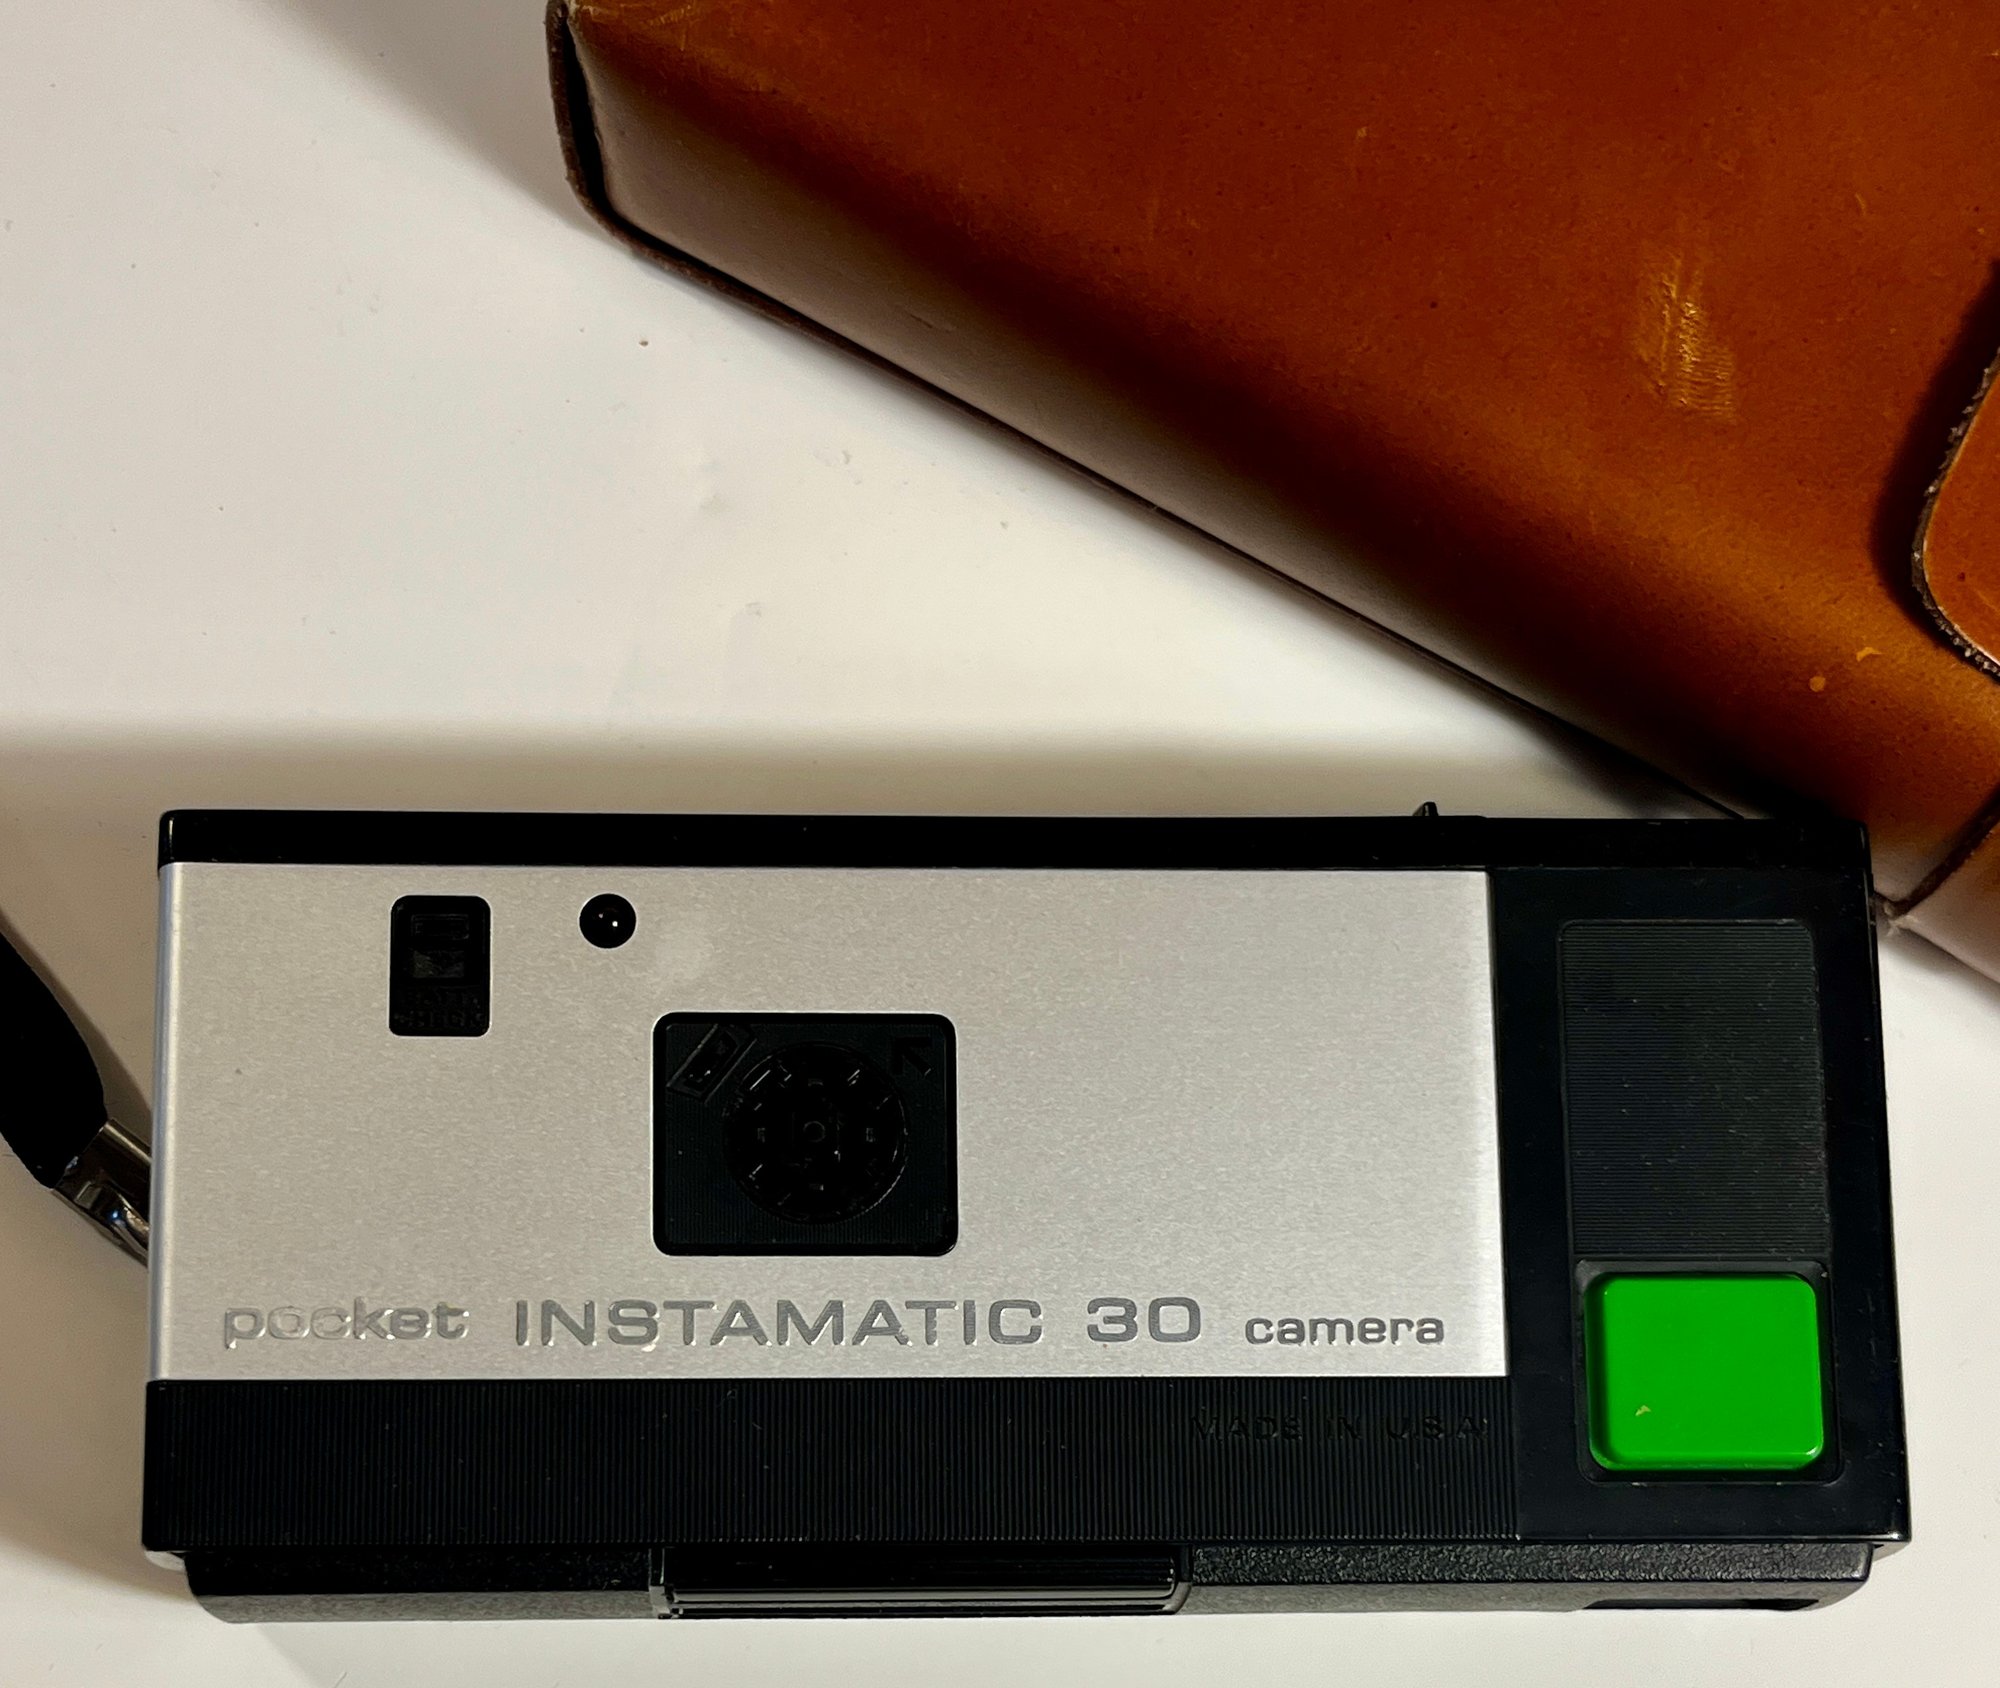 pocket INSTAMATIC 30 camera
MADE IN U.S.A